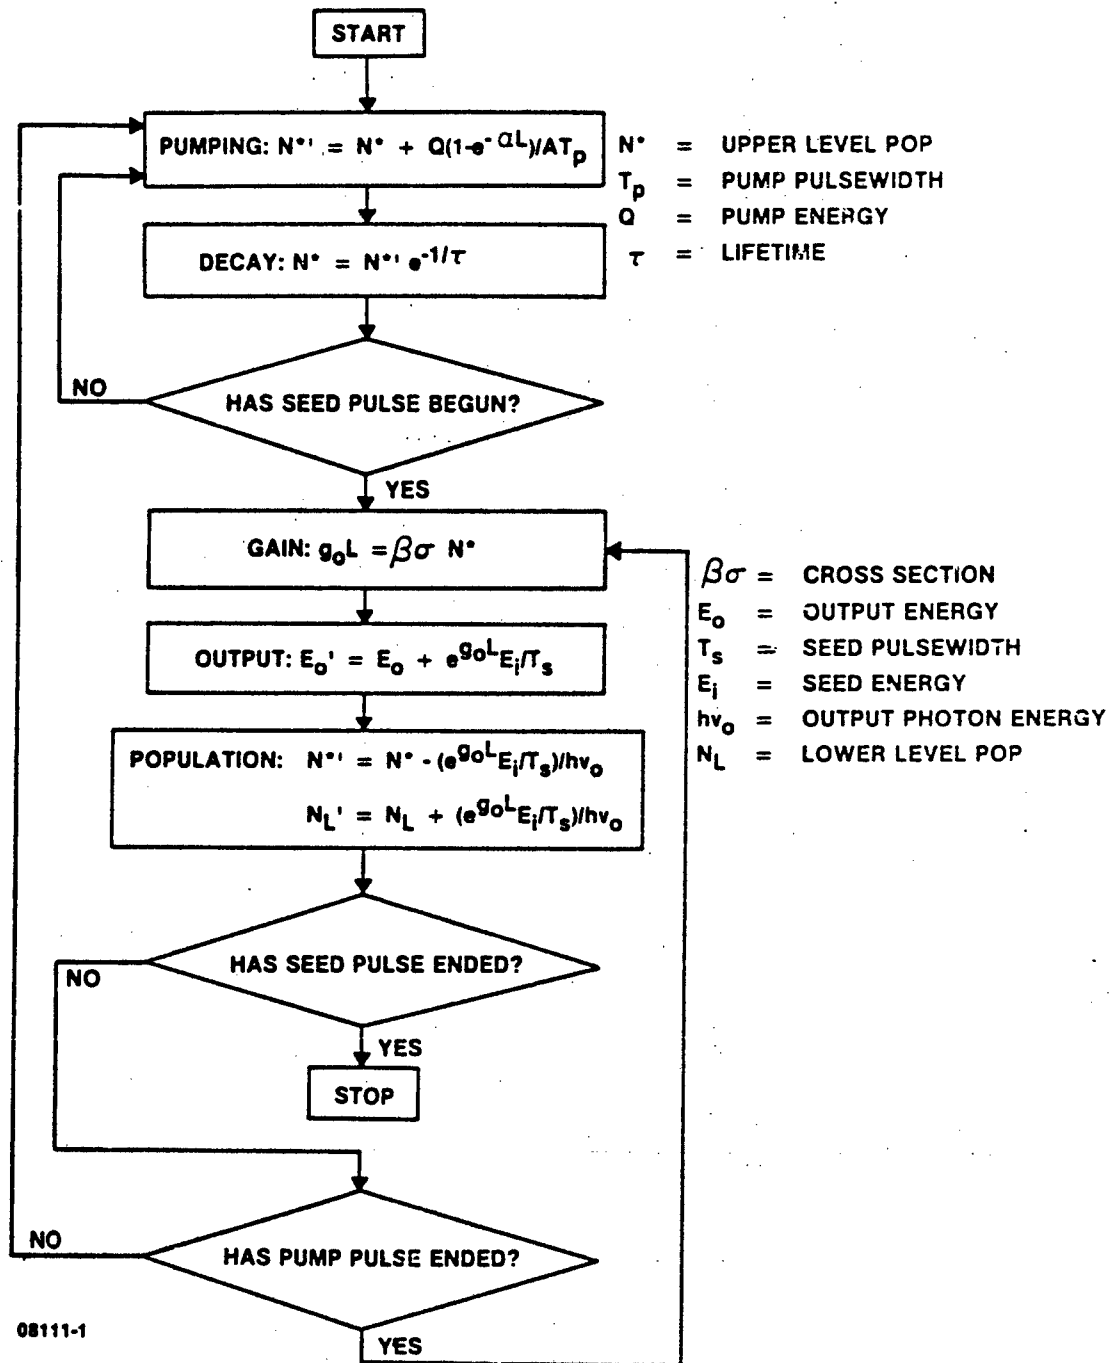 START
PUMPING: N*' = N* + Q(1-e^-αL)/AT_p
N* = UPPER LEVEL POP
T_p = PUMP PULSEWIDTH
Q = PUMP ENERGY
τ = LIFETIME
DECAY: N* = N*' e^-1/τ
HAS SEED PULSE BEGUN?
NO
YES
GAIN: g_oL = βσ N*
βσ = CROSS SECTION
E_o = OUTPUT ENERGY
T_s = SEED PULSEWIDTH
E_i = SEED ENERGY
hv_o = OUTPUT PHOTON ENERGY
N_L = LOWER LEVEL POP
OUTPUT: E_o' = E_o + e^g_oL E_i/T_s
POPULATION: N*' = N* - (e^g_oL E_i/T_s)/hv_o
N_L' = N_L + (e^g_oL E_i/T_s)/hv_o
HAS SEED PULSE ENDED?
NO
YES
STOP
HAS PUMP PULSE ENDED?
NO
YES
08111-1